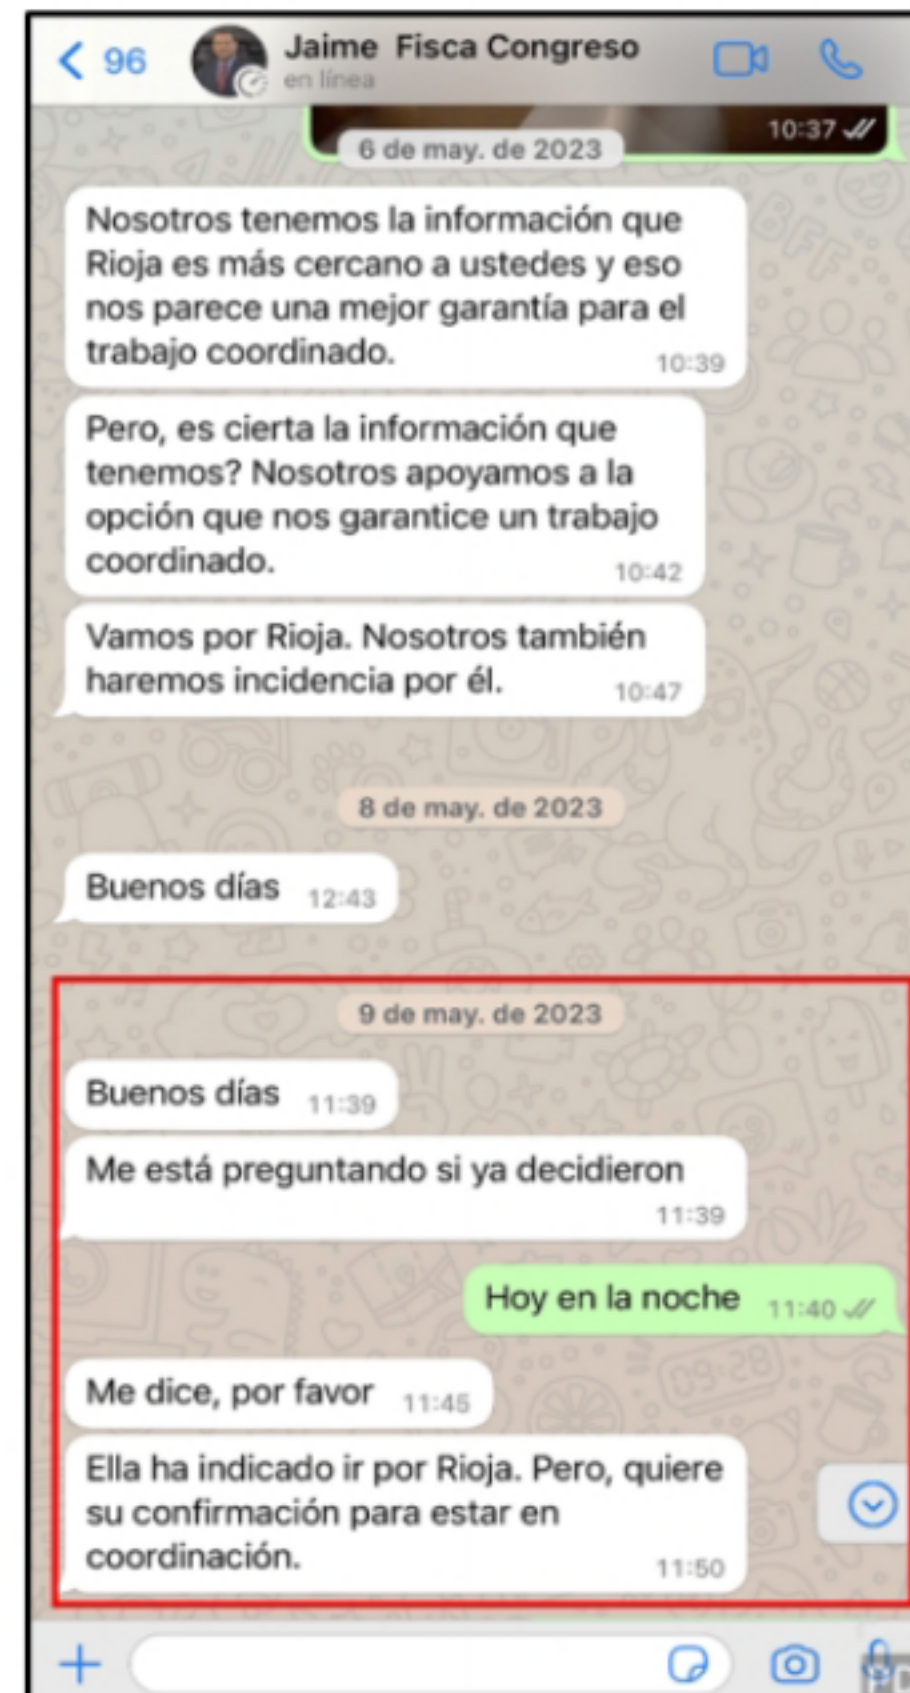 96
Jaime Fisca Congreso
en línea
10:37
6 de may. de 2023
Nosotros tenemos la información que
Rioja es más cercano a ustedes y eso
nos parece una mejor garantía para el
trabajo coordinado.
10:39
Pero, es cierta la información que
tenemos? Nosotros apoyamos a la
opción que nos garantice un trabajo
coordinado.
10:42
Vamos por Rioja. Nosotros también
haremos incidencia por él.
10:47
8 de may. de 2023
Buenos días 12:43
9 de may. de 2023
Buenos días 11:39
Me está preguntando si ya decidieron
11:39
Hoy en la noche 11:40
Me dice, por favor 11:45
Ella ha indicado ir por Rioja. Pero, quiere
su confirmación para estar en
coordinación.
11:50